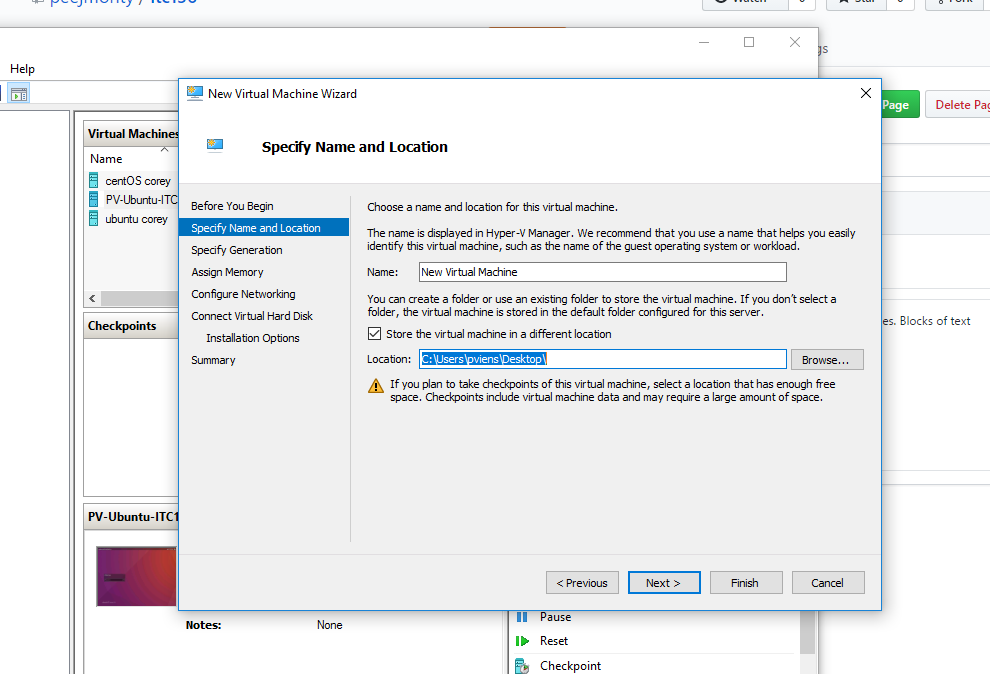 peejmonty / itc156
Watch
Star
Fork
Help
New Virtual Machine Wizard
Page
Delete Pag
Virtual Machines
Specify Name and Location
Name
centOS corey
PV-Ubuntu-ITC
ubuntu corey
Before You Begin
Specify Name and Location
Specify Generation
Assign Memory
Configure Networking
Connect Virtual Hard Disk
Installation Options
Summary
Choose a name and location for this virtual machine.
The name is displayed in Hyper-V Manager. We recommend that you use a name that helps you easily
identify this virtual machine, such as the name of the guest operating system or workload.
Name: New Virtual Machine
You can create a folder or use an existing folder to store the virtual machine. If you don't select a
folder, the virtual machine is stored in the default folder configured for this server.
Store the virtual machine in a different location
Location: C:\Users\pviens\Desktop\ Browse...
If you plan to take checkpoints of this virtual machine, select a location that has enough free
space. Checkpoints include virtual machine data and may require a large amount of space.
es. Blocks of text
Checkpoints
PV-Ubuntu-ITC1
< Previous Next > Finish Cancel
Notes: None
Pause
Reset
Checkpoint